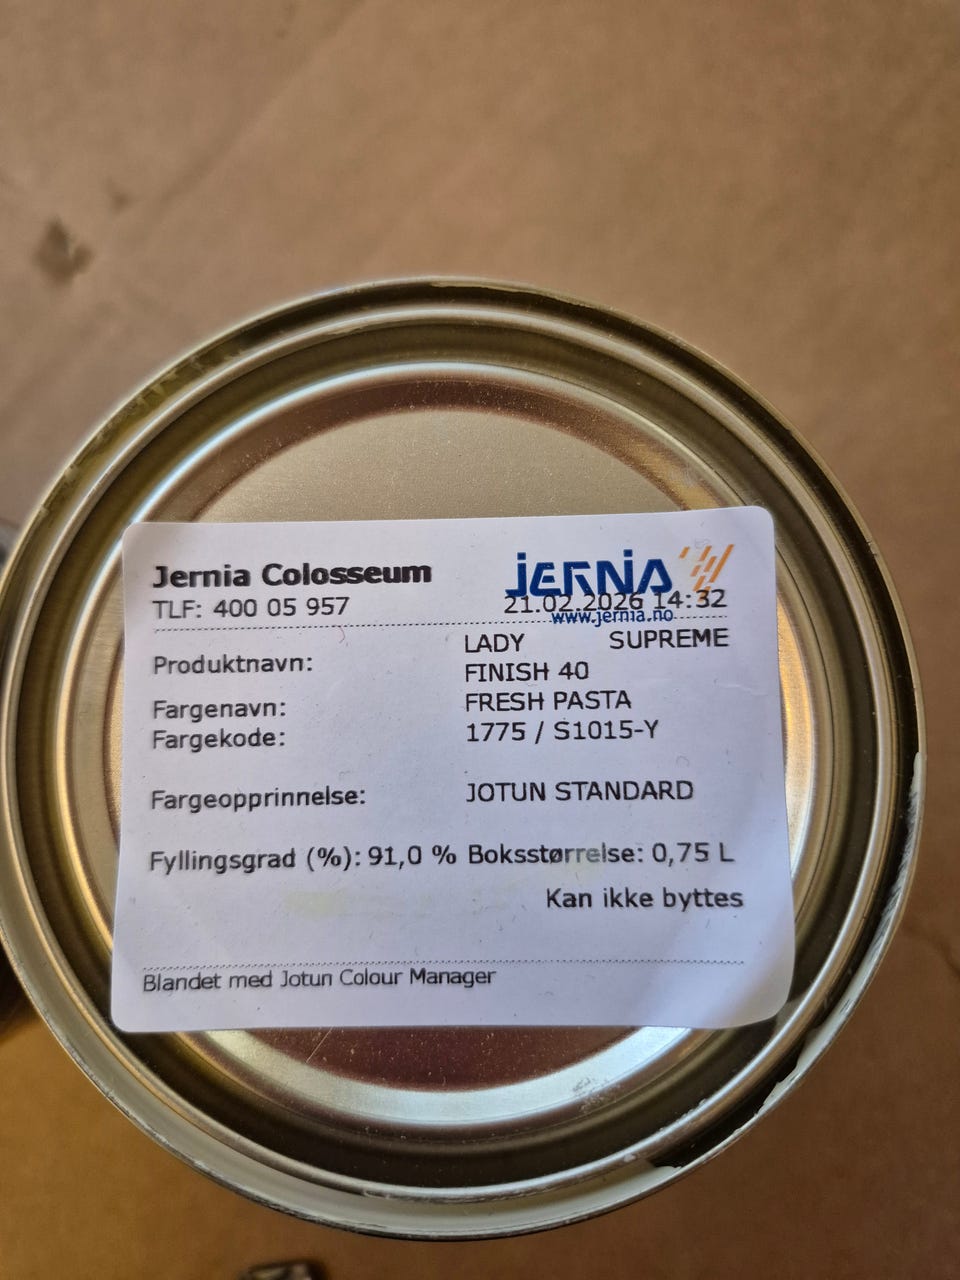 Jernia Colosseum
JERNIA
TLF: 400 05 957 21.02.2026 14:32
www.jernia.no
Produktnavn: LADY SUPREME
FINISH 40
Fargenavn: FRESH PASTA
Fargekode: 1775 / S1015-Y
Fargeopprinnelse: JOTUN STANDARD
Fyllingsgrad (%): 91,0 % Boksstørrelse: 0,75 L
Kan ikke byttes
Blandet med Jotun Colour Manager